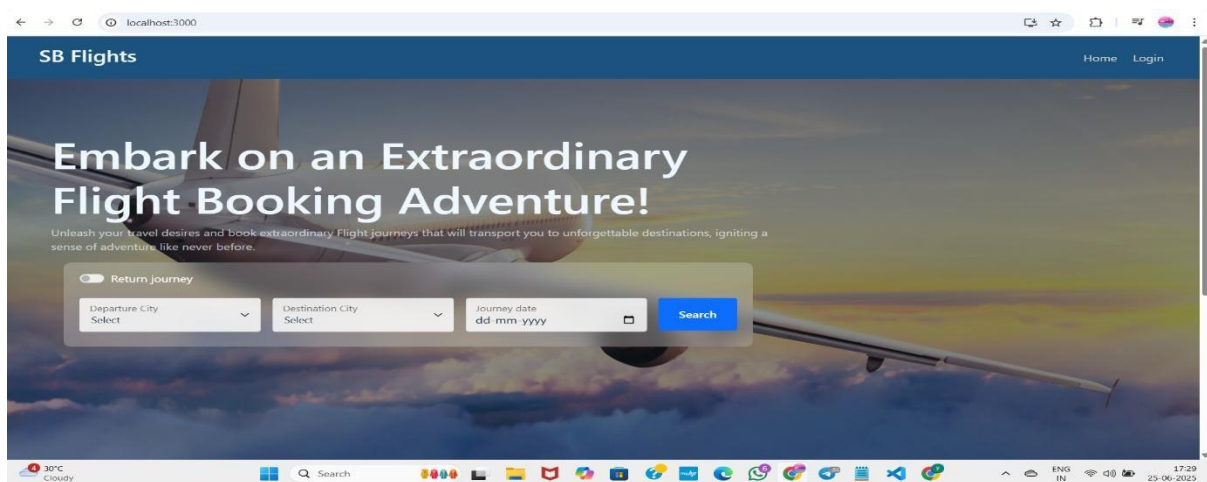 localhost:3000
SB Flights
Home Login
Embark on an Extraordinary
Flight Booking Adventure!
Unleash your travel desires and book extraordinary Flight journeys that will transport you to unforgettable destinations, igniting a
sense of adventure like never before.
Return journey
Departure City
Select
Destination City
Select
Journey date
dd-mm-yyyy
Search
4
30°C
Cloudy
Search
ENG
IN
17:29
25-06-2025